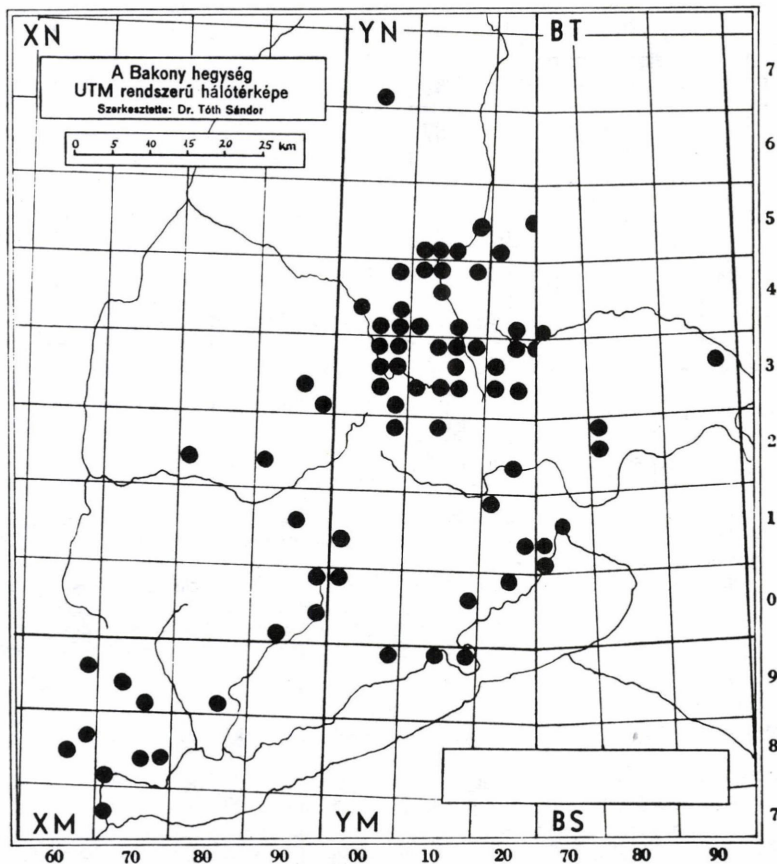 XN YN BT
A Bakony hegység
UTM rendszerű hálótérképe
Szerkesztette: Dr. Tóth Sándor
0 5 10 15 20 25 km
7
6
5
4
3
2
1
0
9
8
7
XM YM BS
60 70 80 90 00 10 20 80 90